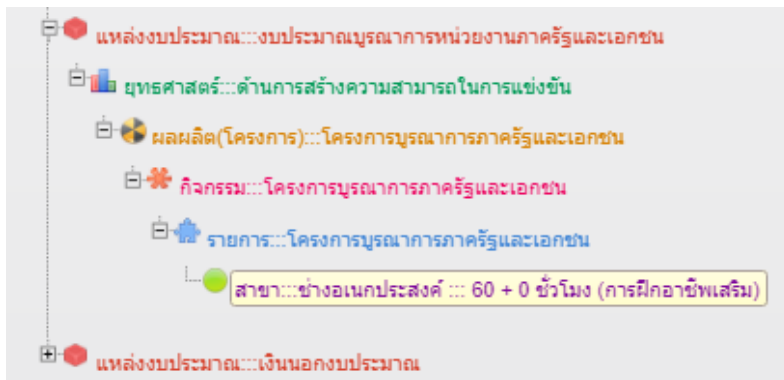 แหล่งงบประมาณ:::งบประมาณบูรณาการหน่วยงานภาครัฐและเอกชน
ยุทธศาสตร์:::ด้านการสร้างความสามารถในการแข่งขัน
ผลผลิต(โครงการ):::โครงการบูรณาการภาครัฐและเอกชน
กิจกรรม:::โครงการบูรณาการภาครัฐและเอกชน
รายการ:::โครงการบูรณาการภาครัฐและเอกชน
สาขา:::ช่างอเนกประสงค์ ::: 60 + 0 ชั่วโมง (การฝึกอาชีพเสริม)
แหล่งงบประมาณ:::เงินนอกงบประมาณ